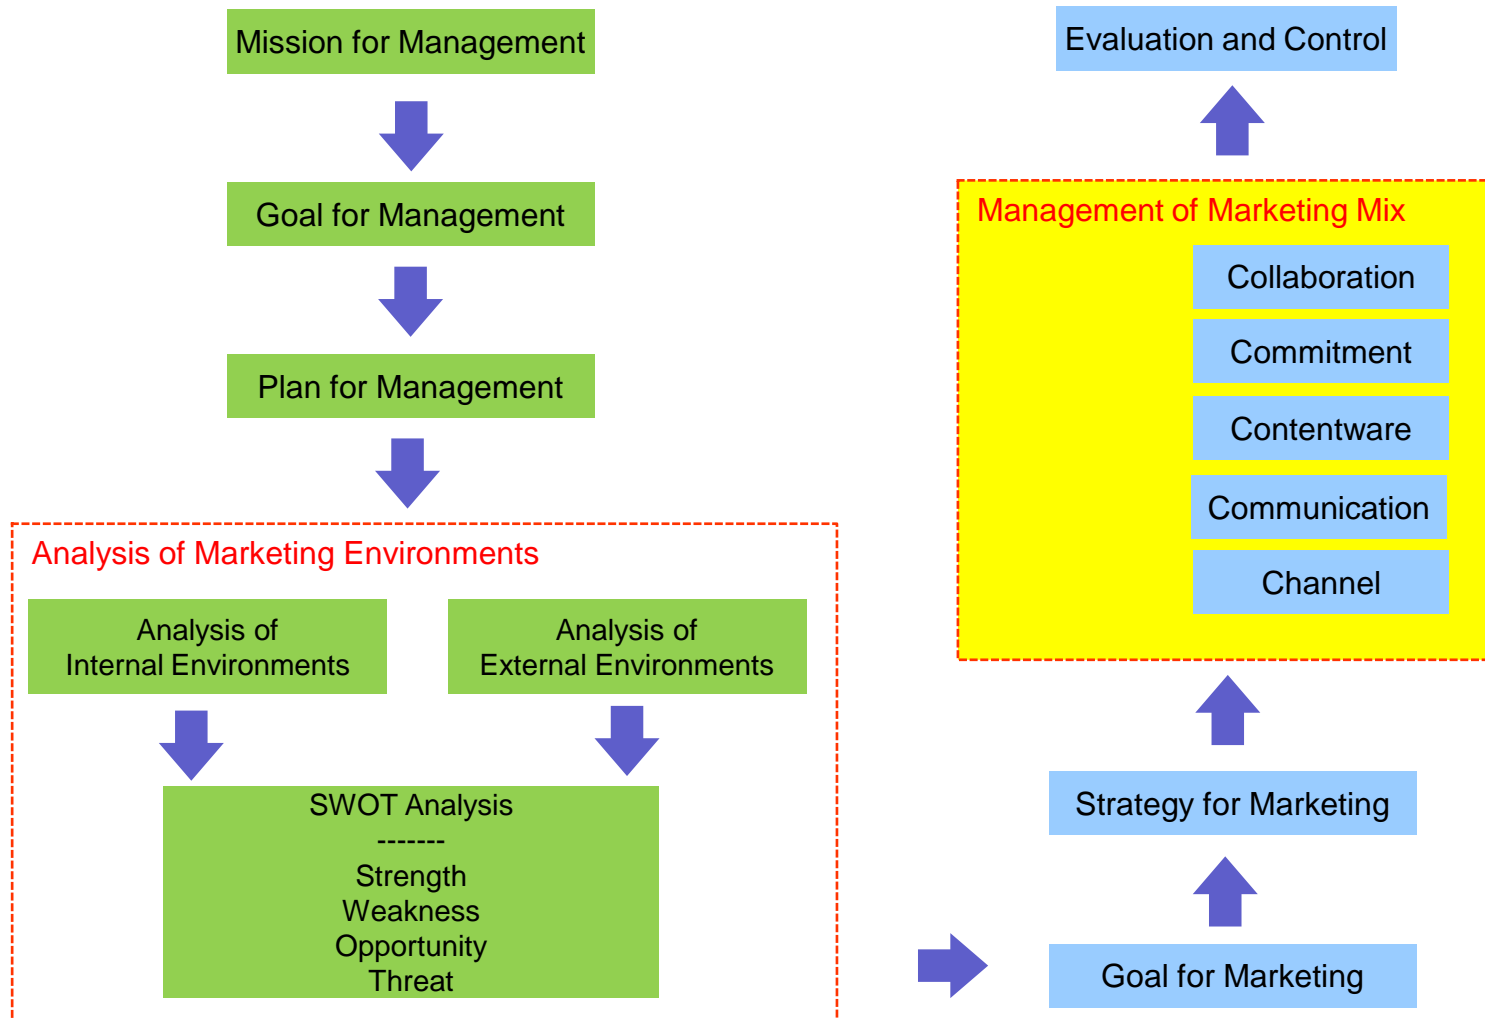 Mission for Management
Goal for Management
Plan for Management
Analysis of Marketing Environments
Analysis of
Internal Environments
Analysis of
External Environments
SWOT Analysis
-------
Strength
Weakness
Opportunity
Threat
Evaluation and Control
Management of Marketing Mix
Collaboration
Commitment
Contentware
Communication
Channel
Strategy for Marketing
Goal for Marketing